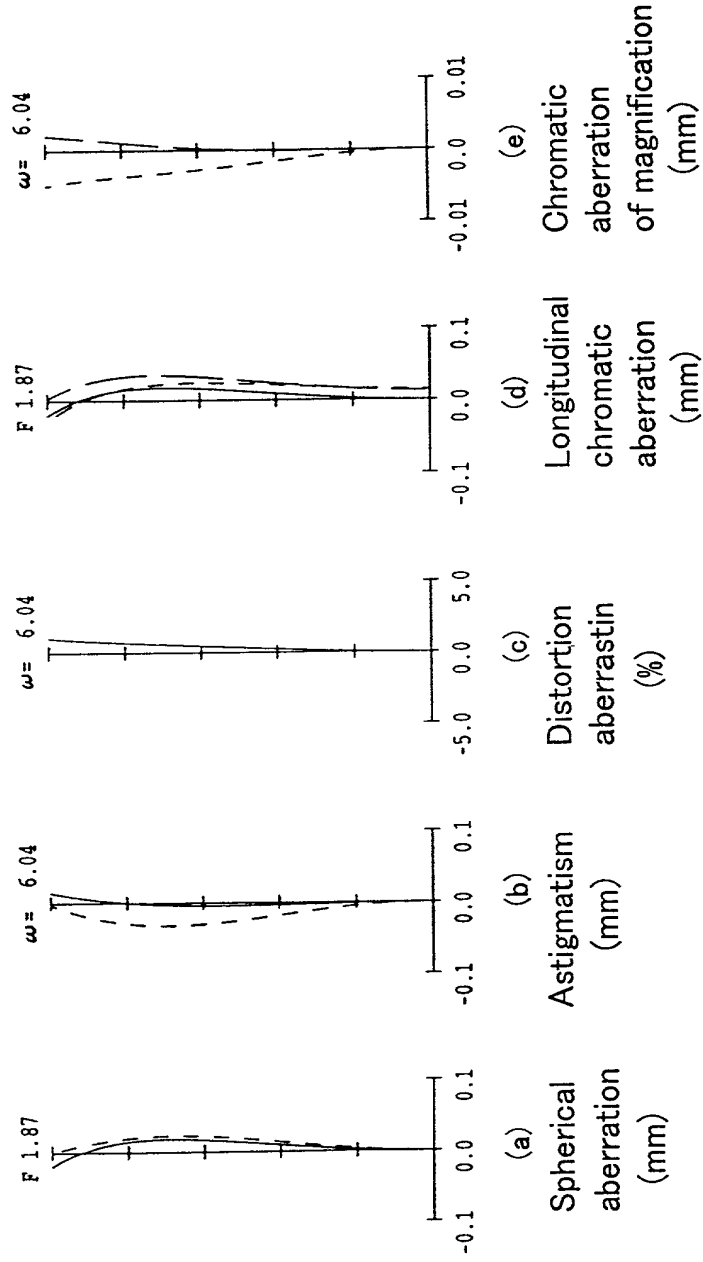 F 1.87
-0.1 0.0 0.1
(a)
Spherical
aberration
(mm)
ω= 6.04
-0.1 0.0 0.1
(b)
Astigmatism
(mm)
ω= 6.04
-5.0 0.0 5.0
(c)
Distortion
aberrastin
(%)
F 1.87
-0.1 0.0 0.1
(d)
Longitudinal
chromatic
aberration
(mm)
ω= 6.04
-0.01 0.0 0.01
(e)
Chromatic
aberration
of magnification
(mm)